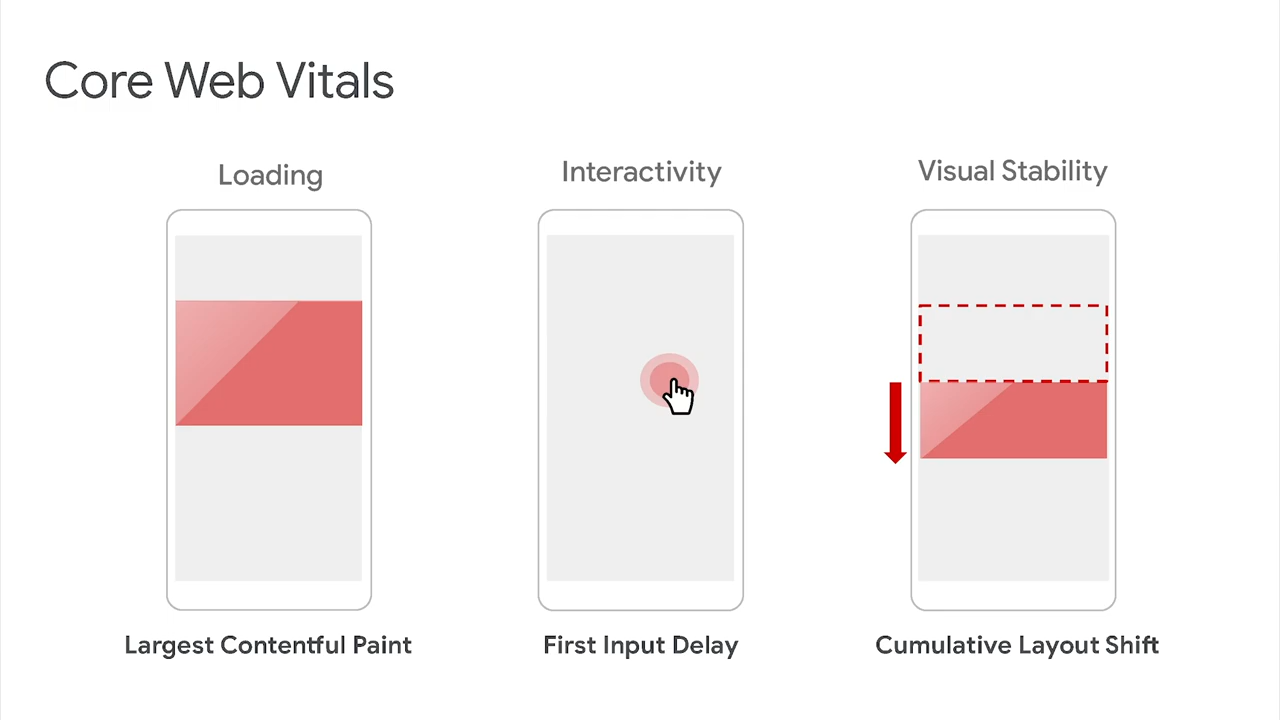 Core Web Vitals
Loading
Interactivity
Visual Stability
Largest Contentful Paint
First Input Delay
Cumulative Layout Shift